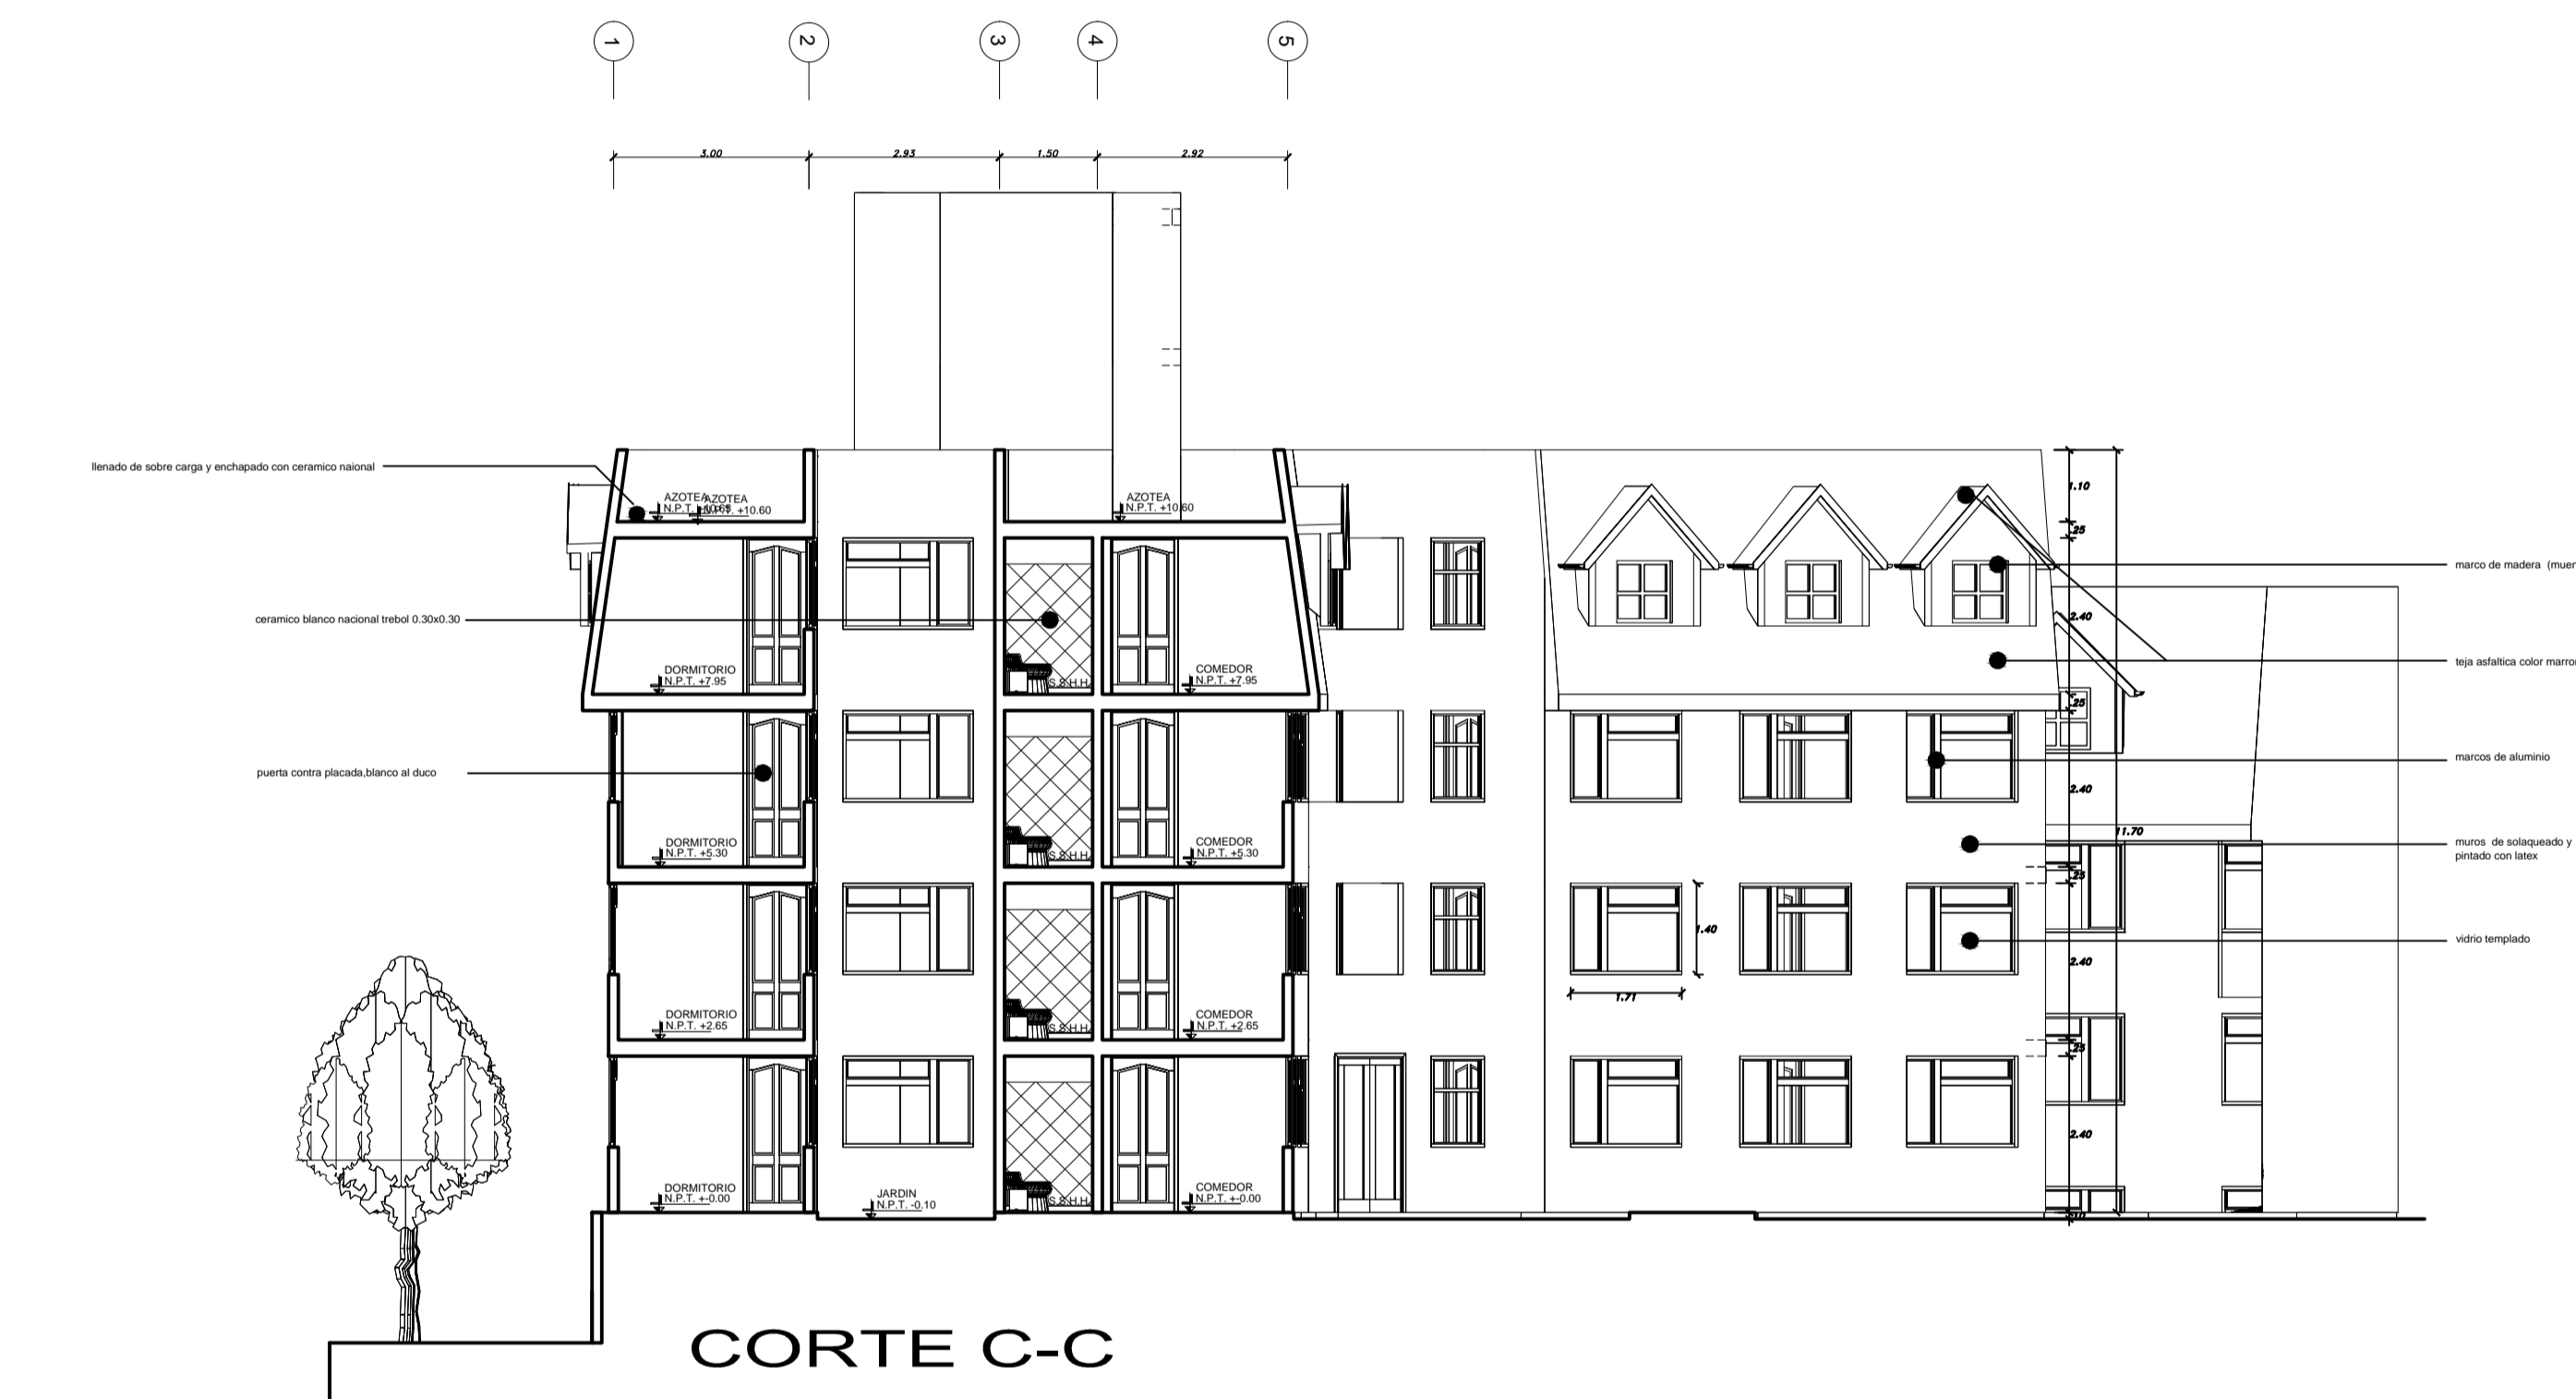 1
2
3
4
5
3.00
2.93
1.50
2.92
llenado de sobre carga y enchapado con ceramico naional
AZOTEA
AZOTEA
N.P.T. +10.60
AZOTEA
N.P.T. +10.60
1.10
.25
marco de madera (muer
ceramico blanco nacional trebol 0.30x0.30
2.40
DORMITORIO
N.P.T. +7.95
S.S.H.H.
COMEDOR
N.P.T. +7.95
teja asfaltica color marron
.25
marcos de aluminio
puerta contra placada,blanco al duco
2.40
11.70
DORMITORIO
N.P.T. +5.30
S.S.H.H.
COMEDOR
N.P.T. +5.30
muros de solaqueado y
pintado con latex
.25
1.40
vidrio templado
2.40
1.71
DORMITORIO
N.P.T. +2.65
S.S.H.H.
COMEDOR
N.P.T. +2.65
.25
2.40
DORMITORIO
N.P.T. +-0.00
JARDIN
N.P.T. -0.10
S.S.H.H.
COMEDOR
N.P.T. +-0.00
.10
CORTE C-C